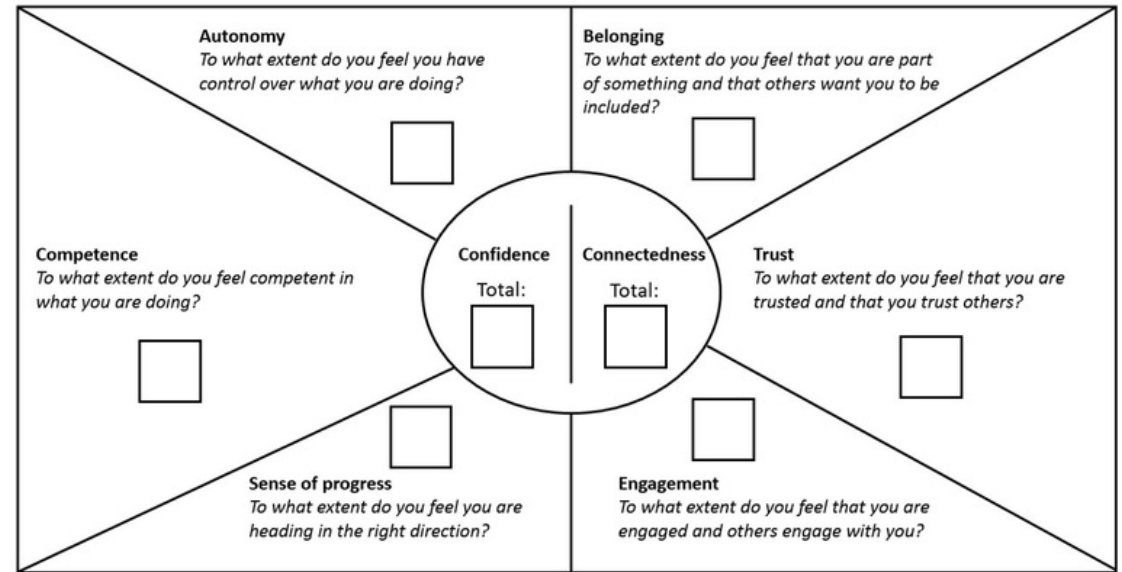 Autonomy
To what extent do you feel you have
control over what you are doing?
Belonging
To what extent do you feel that you are part
of something and that others want you to be
included?
Competence
To what extent do you feel competent in
what you are doing?
Confidence
Total:
Connectedness
Total:
Trust
To what extent do you feel that you are
trusted and that you trust others?
Sense of progress
To what extent do you feel you are
heading in the right direction?
Engagement
To what extent do you feel that you are
engaged and others engage with you?